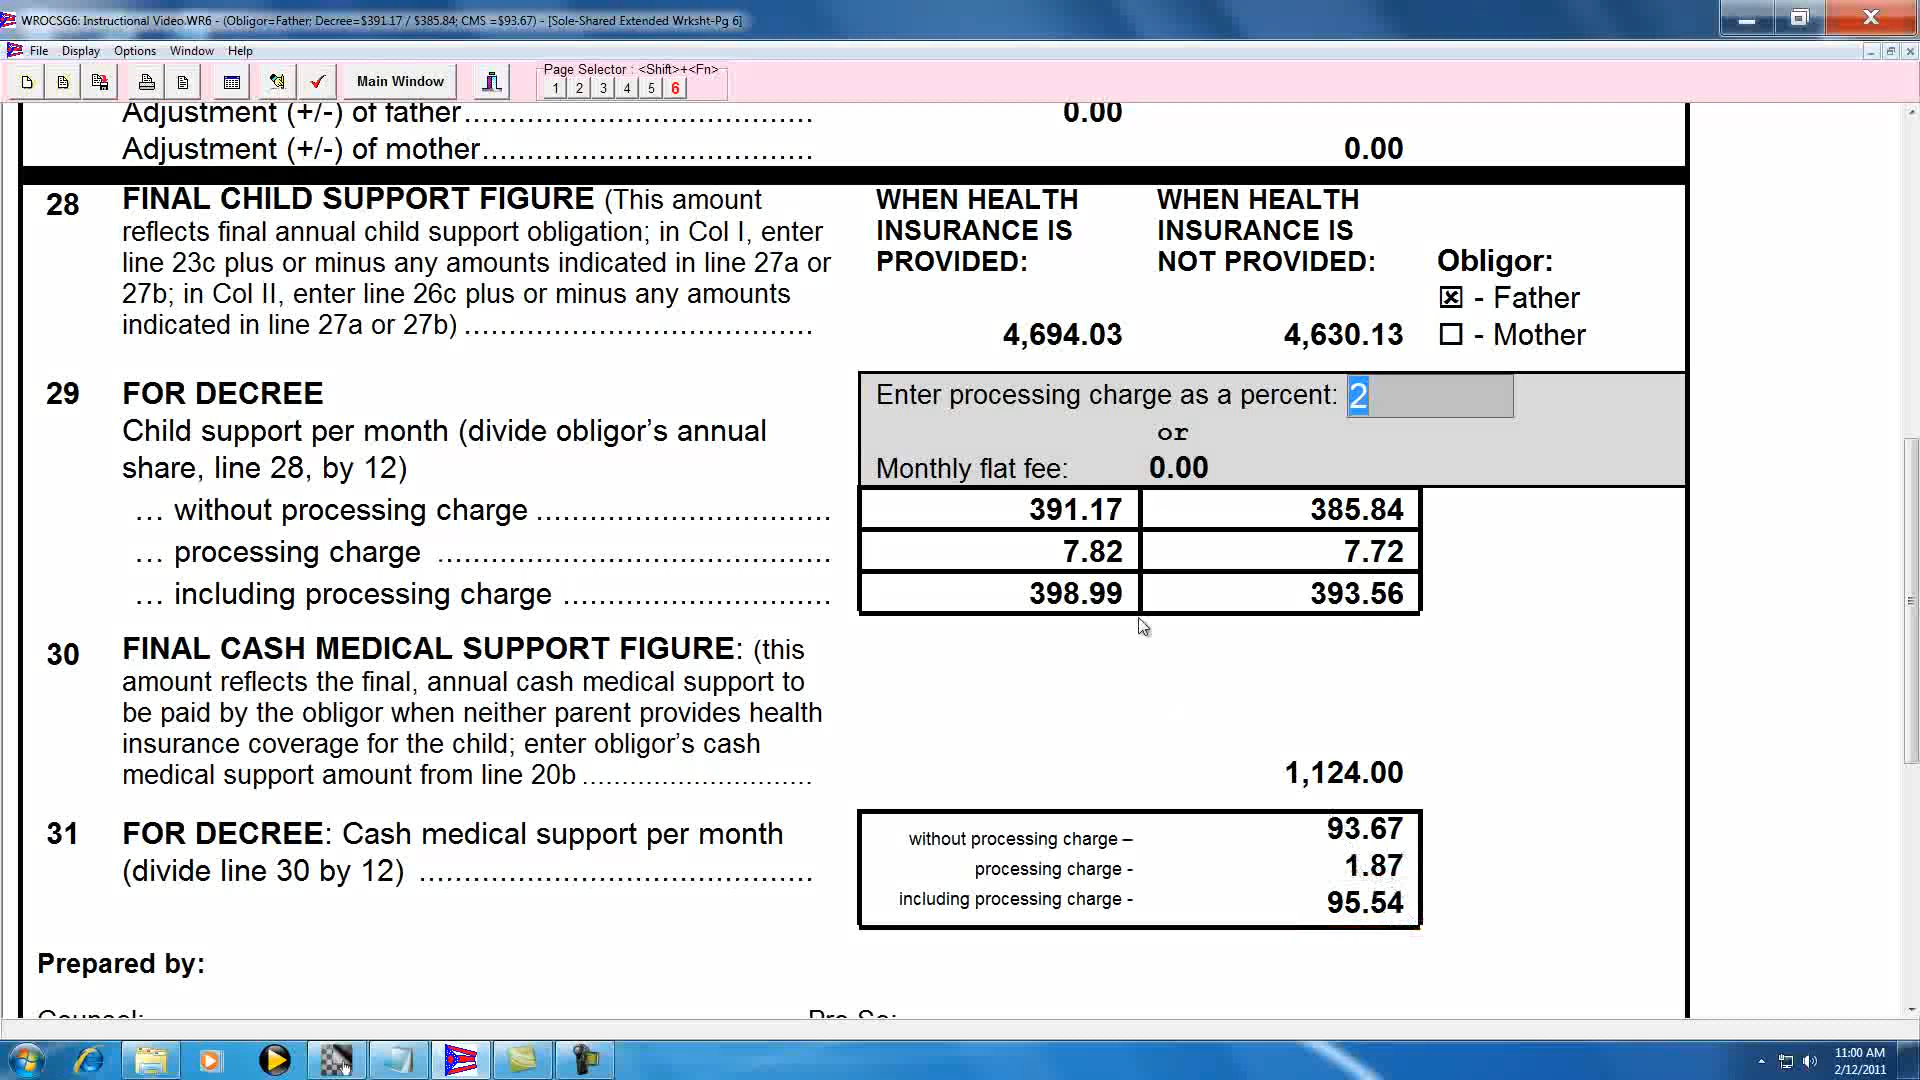 WROCSG6: Instructional Video.WR6 - (Obligor=Father; Decree=$391.17 / $385.84; CMS =$93.67) - [Sole-Shared Extended Wrksht-Pg 6]
File Display Options Window Help
Main Window
Page Selector : <Shift>+<Fn>
1 2 3 4 5 6
Adjustment (+/-) of father....................................... 0.00
Adjustment (+/-) of mother..................................... 0.00
28 FINAL CHILD SUPPORT FIGURE (This amount
reflects final annual child support obligation; in Col I, enter
line 23c plus or minus any amounts indicated in line 27a or
27b; in Col II, enter line 26c plus or minus any amounts
indicated in line 27a or 27b) .......................................
WHEN HEALTH
INSURANCE IS
PROVIDED:
4,694.03
WHEN HEALTH
INSURANCE IS
NOT PROVIDED:
4,630.13
Obligor:
☒ - Father
☐ - Mother
29 FOR DECREE
Child support per month (divide obligor’s annual
share, line 28, by 12)
Enter processing charge as a percent: 2
or
Monthly flat fee: 0.00
… without processing charge ................................. 391.17 385.84
… processing charge ............................................ 7.82 7.72
… including processing charge .............................. 398.99 393.56
30 FINAL CASH MEDICAL SUPPORT FIGURE: (this
amount reflects the final, annual cash medical support to
be paid by the obligor when neither parent provides health
insurance coverage for the child; enter obligor’s cash
medical support amount from line 20b .............................. 1,124.00
31 FOR DECREE: Cash medical support per month
(divide line 30 by 12) ............................................
without processing charge – 93.67
processing charge - 1.87
including processing charge - 95.54
Prepared by:
Counsel:
Pro Se:
11:00 AM
2/12/2011